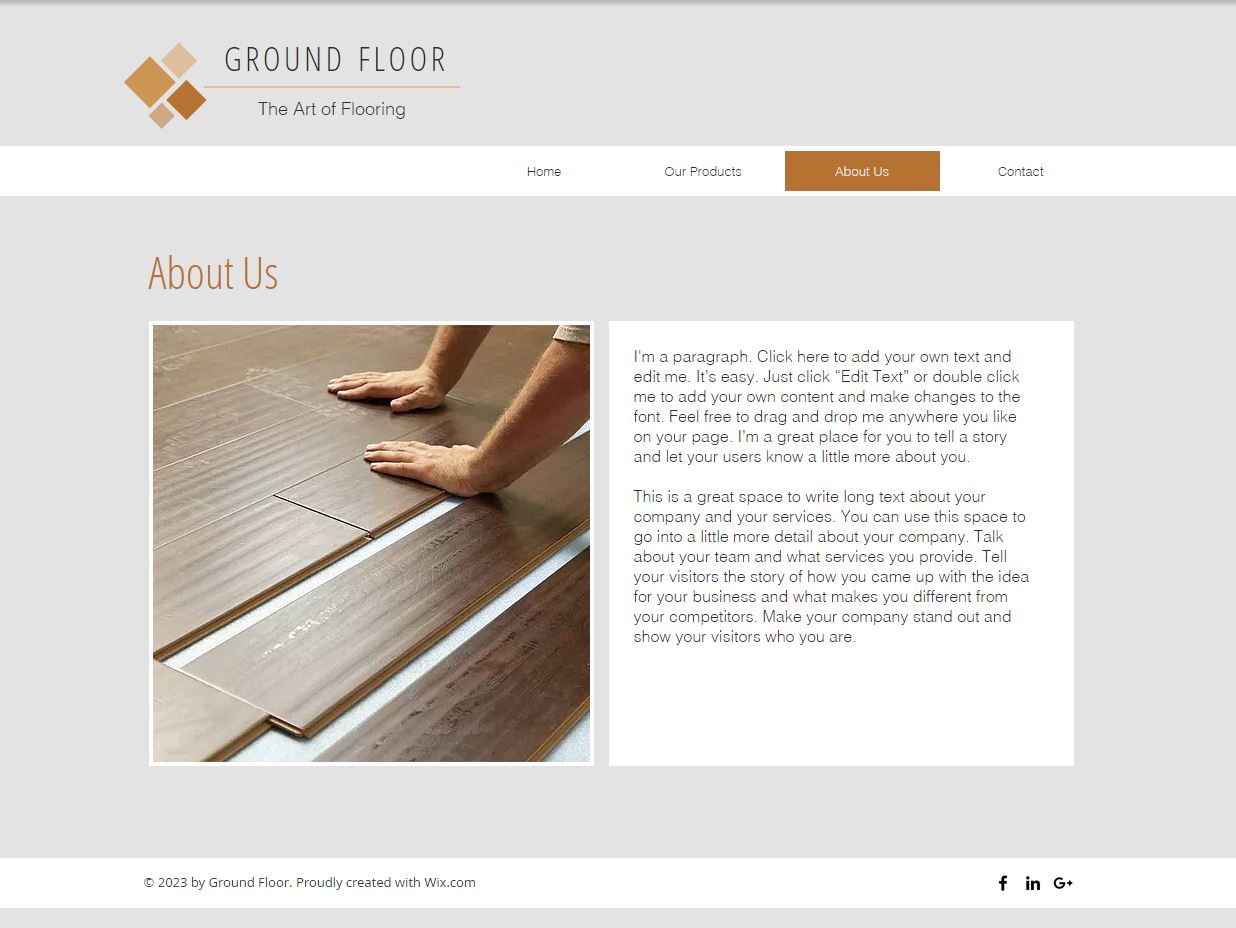 GROUND FLOOR
The Art of Flooring
Home
Our Products
About Us
Contact
About Us
I'm a paragraph. Click here to add your own text and
edit me. It’s easy. Just click “Edit Text” or double click
me to add your own content and make changes to the
font. Feel free to drag and drop me anywhere you like
on your page. I’m a great place for you to tell a story
and let your users know a little more about you.
This is a great space to write long text about your
company and your services. You can use this space to
go into a little more detail about your company. Talk
about your team and what services you provide. Tell
your visitors the story of how you came up with the idea
for your business and what makes you different from
your competitors. Make your company stand out and
show your visitors who you are.
© 2023 by Ground Floor. Proudly created with Wix.com
f
in
G+